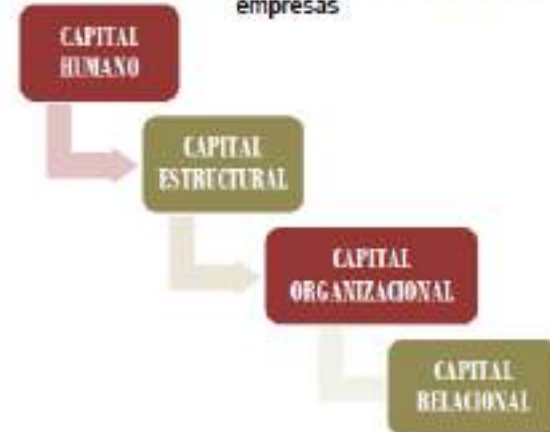 empresas
CAPITAL
HUMANO
CAPITAL
ESTRUCTURAL
CAPITAL
ORGANIZACIONAL
CAPITAL
RELACIONAL